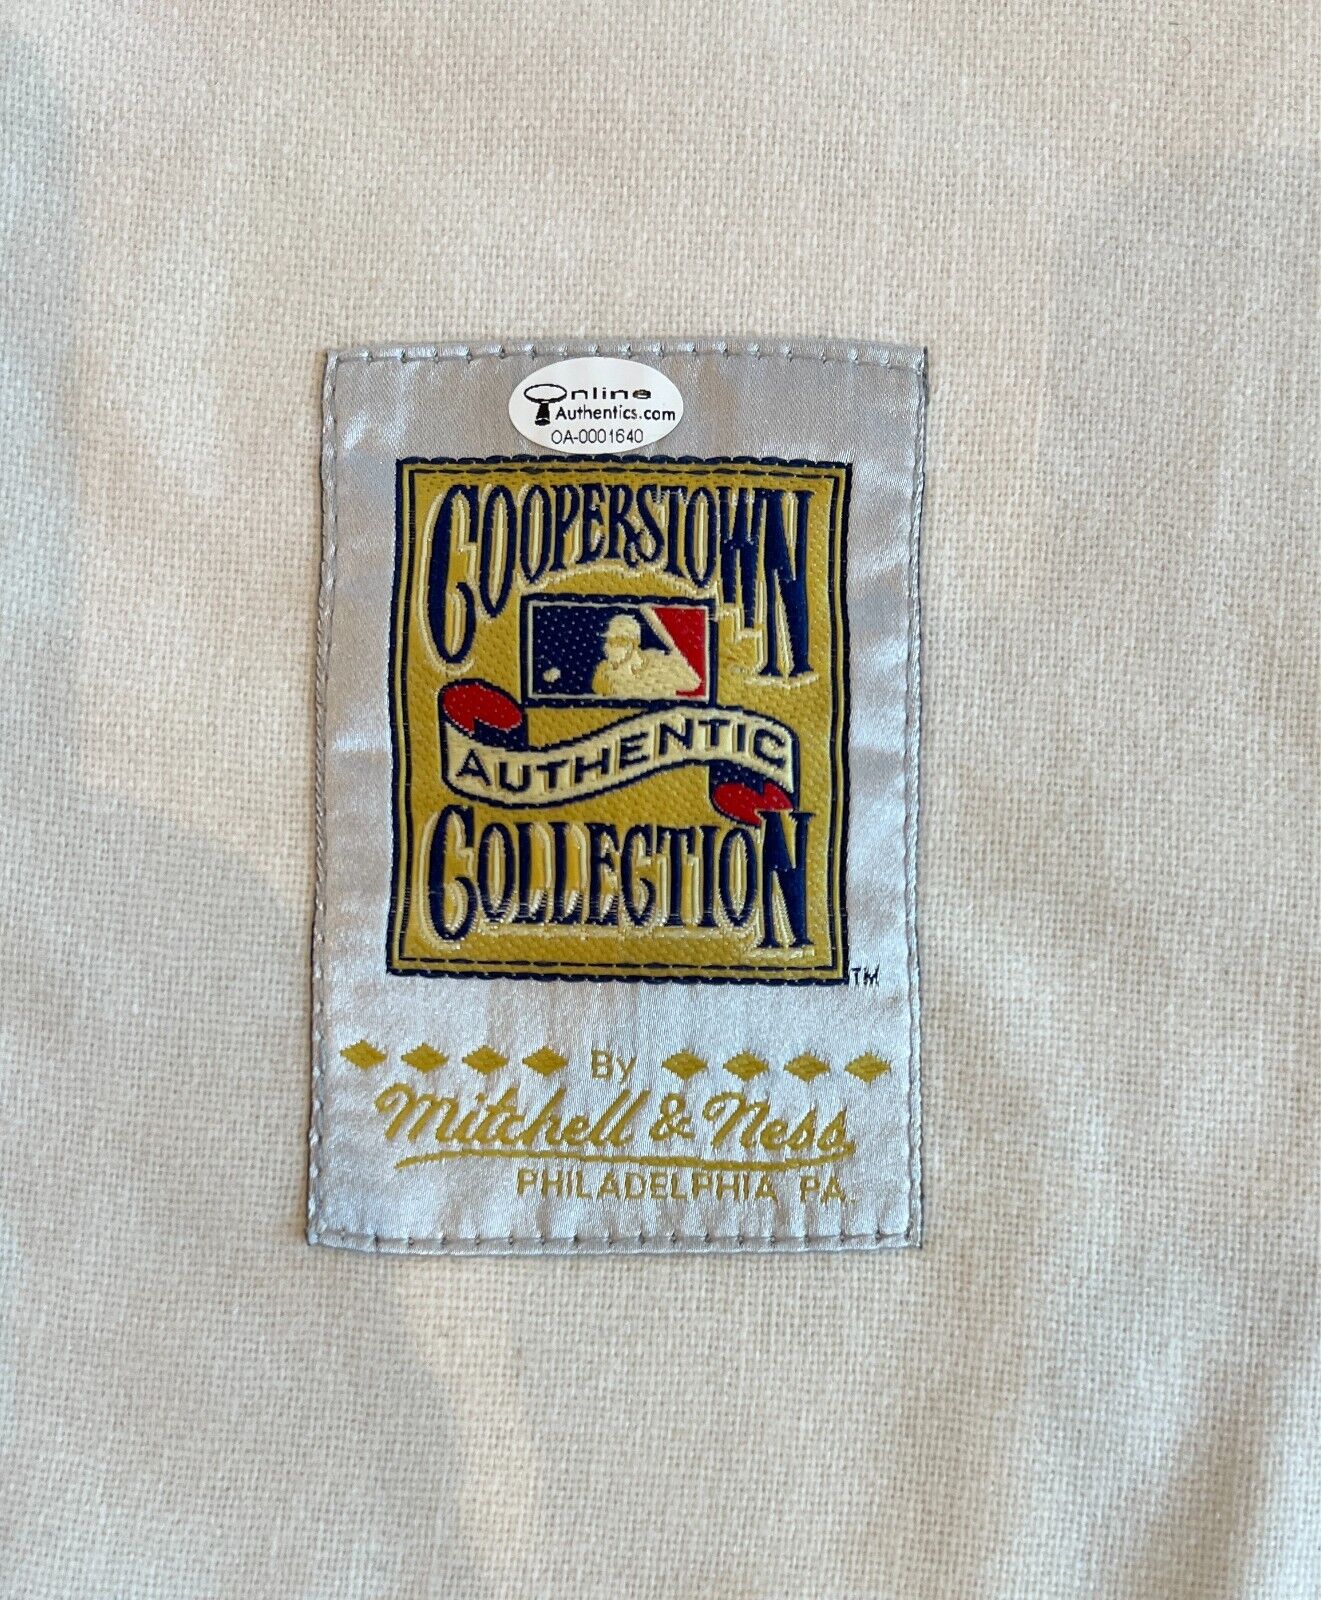 Online
Authentics.com
OA-0001640
COOPERSTOWN
AUTHENTIC
COLLECTION
TM
By
Mitchell & Ness
PHILADELPHIA PA.